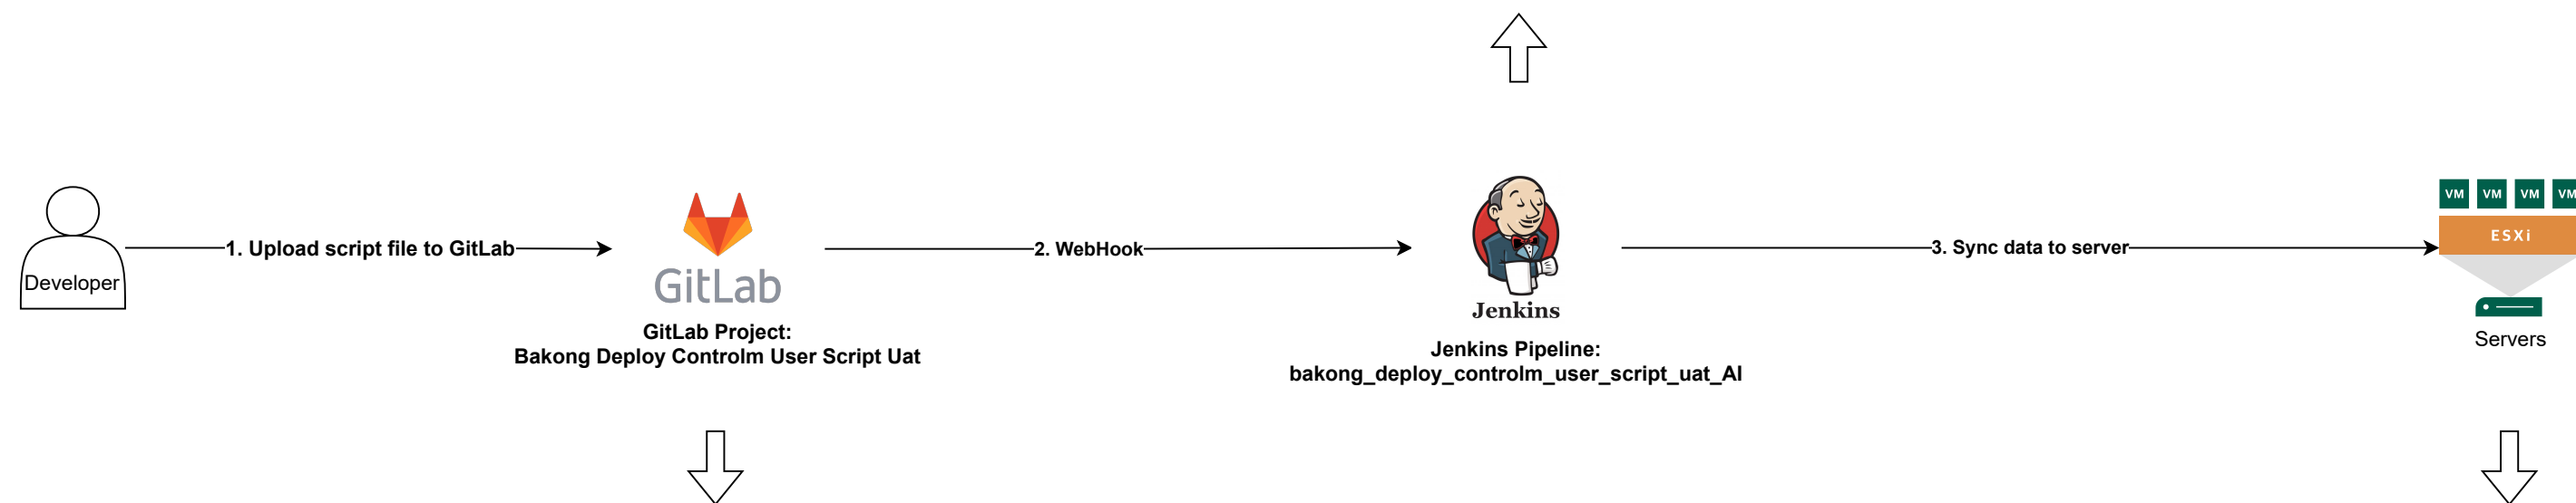 Developer
1. Upload script file to GitLab
GitLab
GitLab Project:
Bakong Deploy Controlm User Script Uat
2. WebHook
Jenkins
Jenkins Pipeline:
bakong_deploy_controlm_user_script_uat_AI
3. Sync data to server
VM VM VM VM
ESXi
Servers